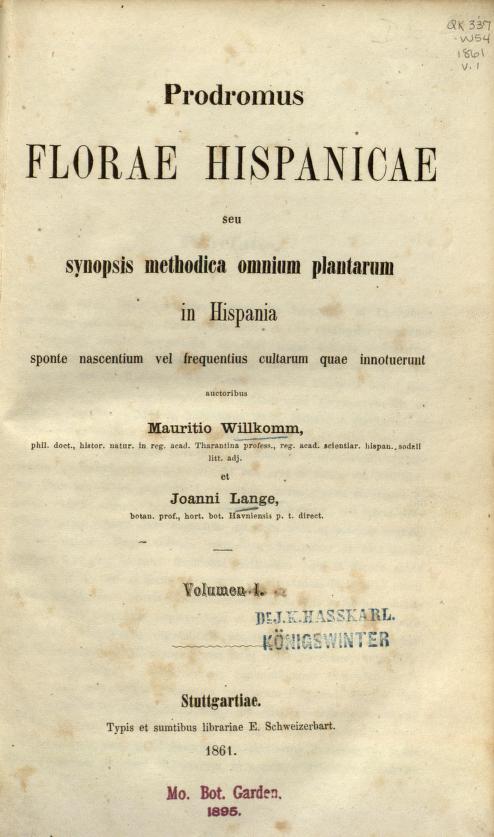 QK 337
.W54
1861
v. 1
Prodromus
FLORAE HISPANICAE
seu
synopsis methodica omnium plantarum
in Hispania
sponte nascentium vel frequentius cultarum quae innotuerunt
auctoribus
Mauritio Willkomm,
phil. doct., histor. natur. in reg. acad. Tharantina profess., reg. acad. scientiar. hispan. sodali
litt. adj.
et
Joanni Lange,
botan. prof., hort. bot. Havniensis p. t. direct.
Volumen I.
Dr. J. K. HASSKARL.
KÖNIGSWINTER
Stuttgartiae.
Typis et sumtibus librariae E. Schweizerbart.
1861.
Mo. Bot. Garden.
1895.